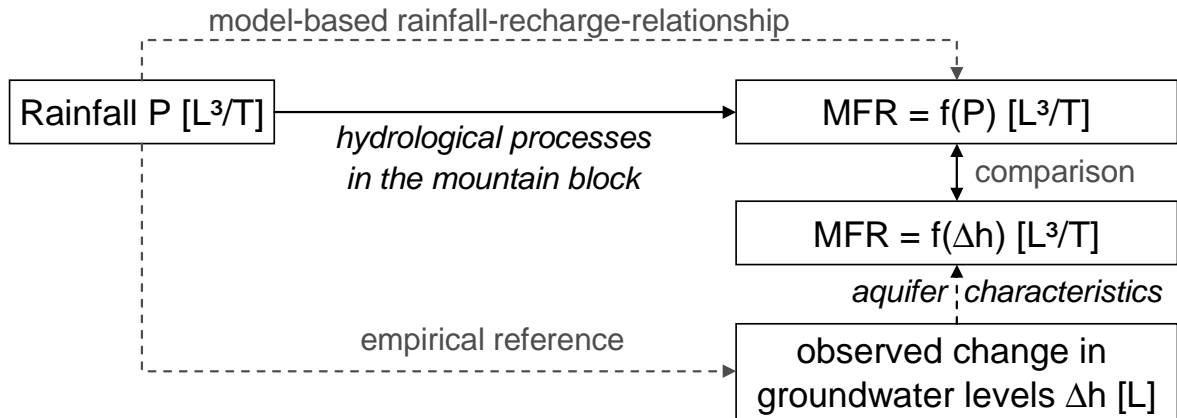 model-based rainfall-recharge-relationship
Rainfall P [L³/T]
MFR = f(P) [L³/T]
hydrological processes
in the mountain block
comparison
MFR = f(Δh) [L³/T]
aquifer characteristics
empirical reference
observed change in
groundwater levels Δh [L]